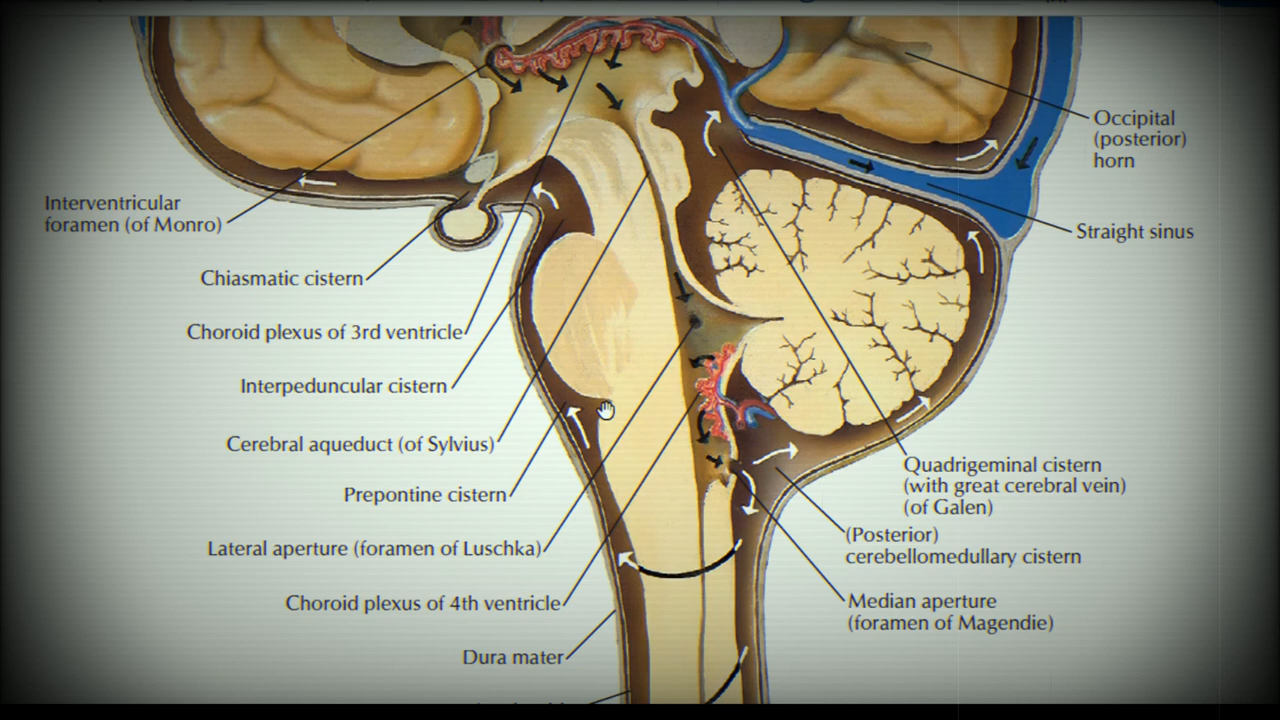 Occipital
(posterior)
horn
Interventricular
foramen (of Monro)
Straight sinus
Chiasmatic cistern
Choroid plexus of 3rd ventricle
Interpeduncular cistern
Cerebral aqueduct (of Sylvius)
Quadrigeminal cistern
(with great cerebral vein)
(of Galen)
Prepontine cistern
(Posterior)
cerebellomedullary cistern
Lateral aperture (foramen of Luschka)
Choroid plexus of 4th ventricle
Median aperture
(foramen of Magendie)
Dura mater